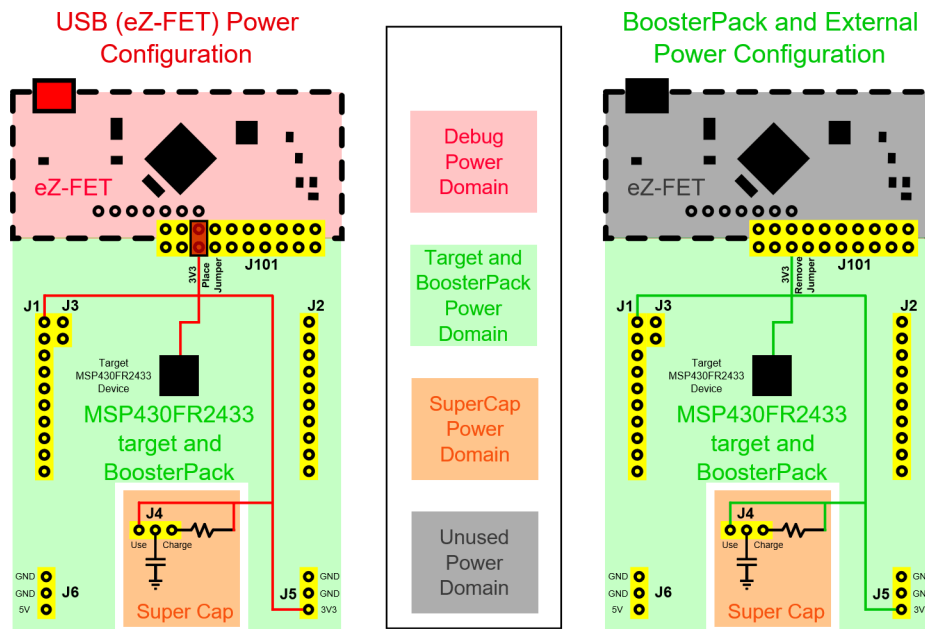 USB (eZ-FET) Power
Configuration
eZ-FET
J101
3V3
Place
Jumper
J1
J3
J2
Target
MSP430FR2433
Device
MSP430FR2433
target and
BoosterPack
J4
Use
Charge
GND
GND
5V
J6
Super Cap
J5
GND
GND
3V3
Debug
Power
Domain
Target and
BoosterPack
Power
Domain
SuperCap
Power
Domain
Unused
Power
Domain
BoosterPack and External
Power Configuration
eZ-FET
J101
3V3
Remove
Jumper
J1
J3
J2
Target
MSP430FR2433
Device
MSP430FR2433
target and
BoosterPack
J4
Use
Charge
GND
GND
5V
J6
Super Cap
J5
GN
GN
3V3